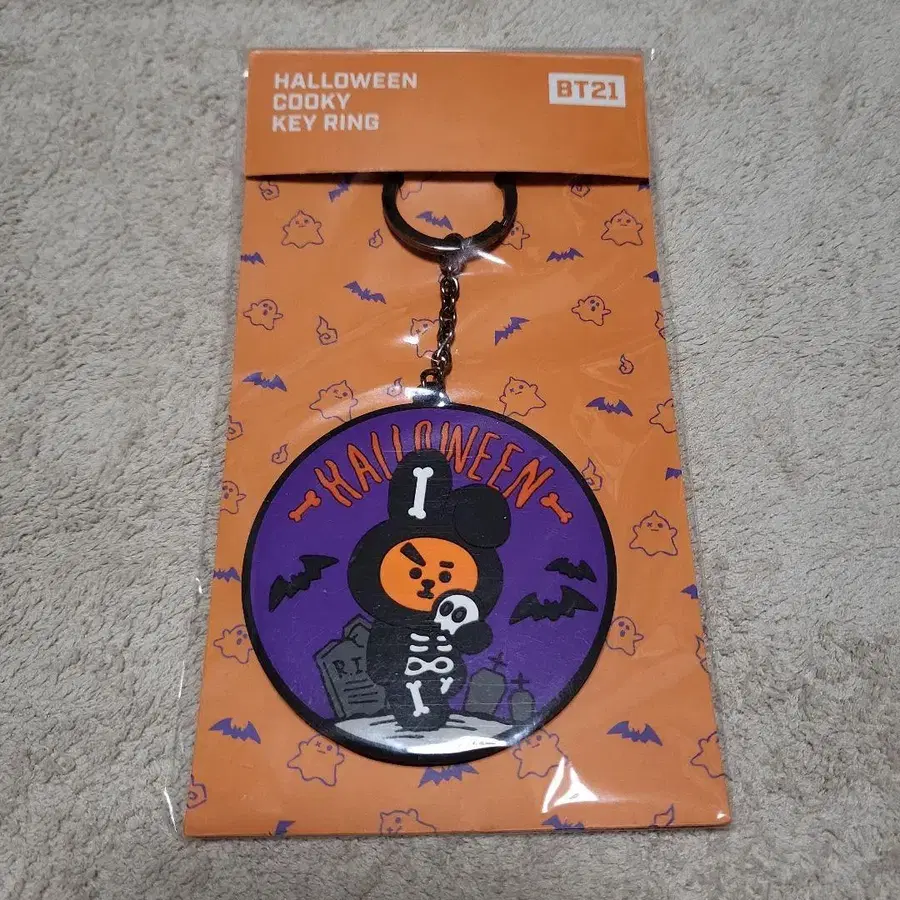 HALLOWEEN
COOKY
KEY RING
BT21
HALLOWEEN
R.I.